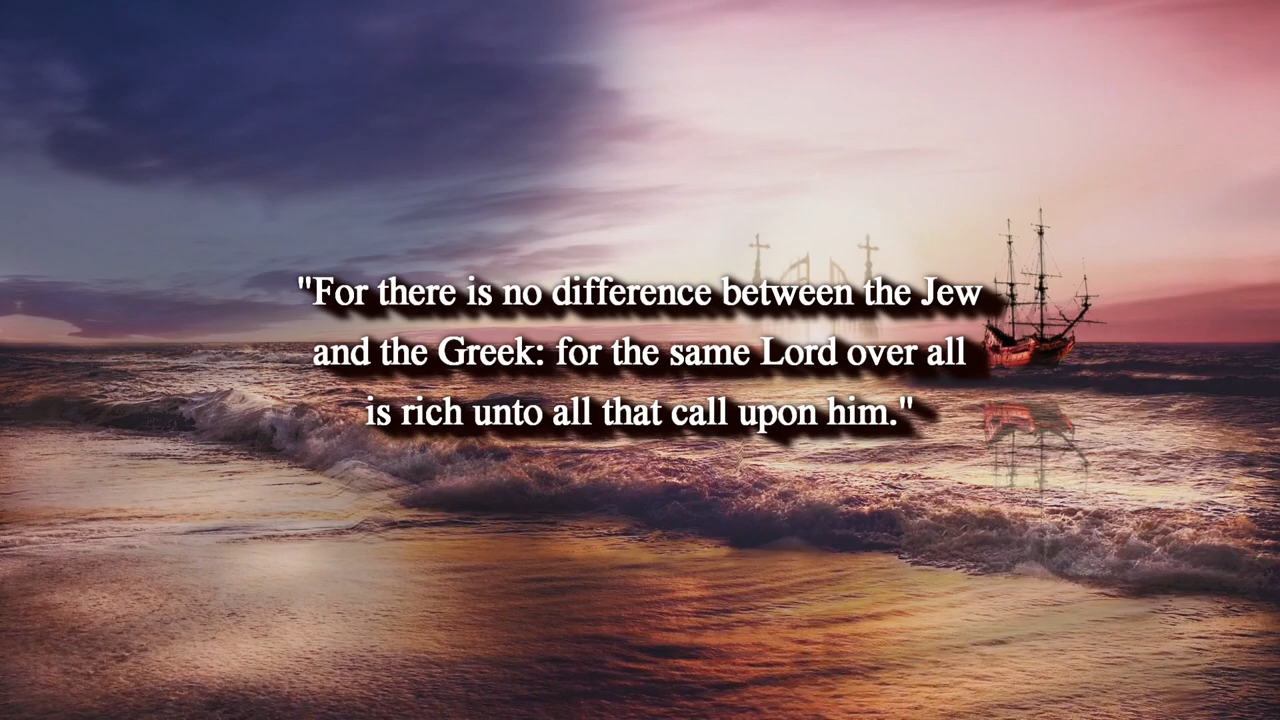 "For there is no difference between the Jew
and the Greek: for the same Lord over all
is rich unto all that call upon him."